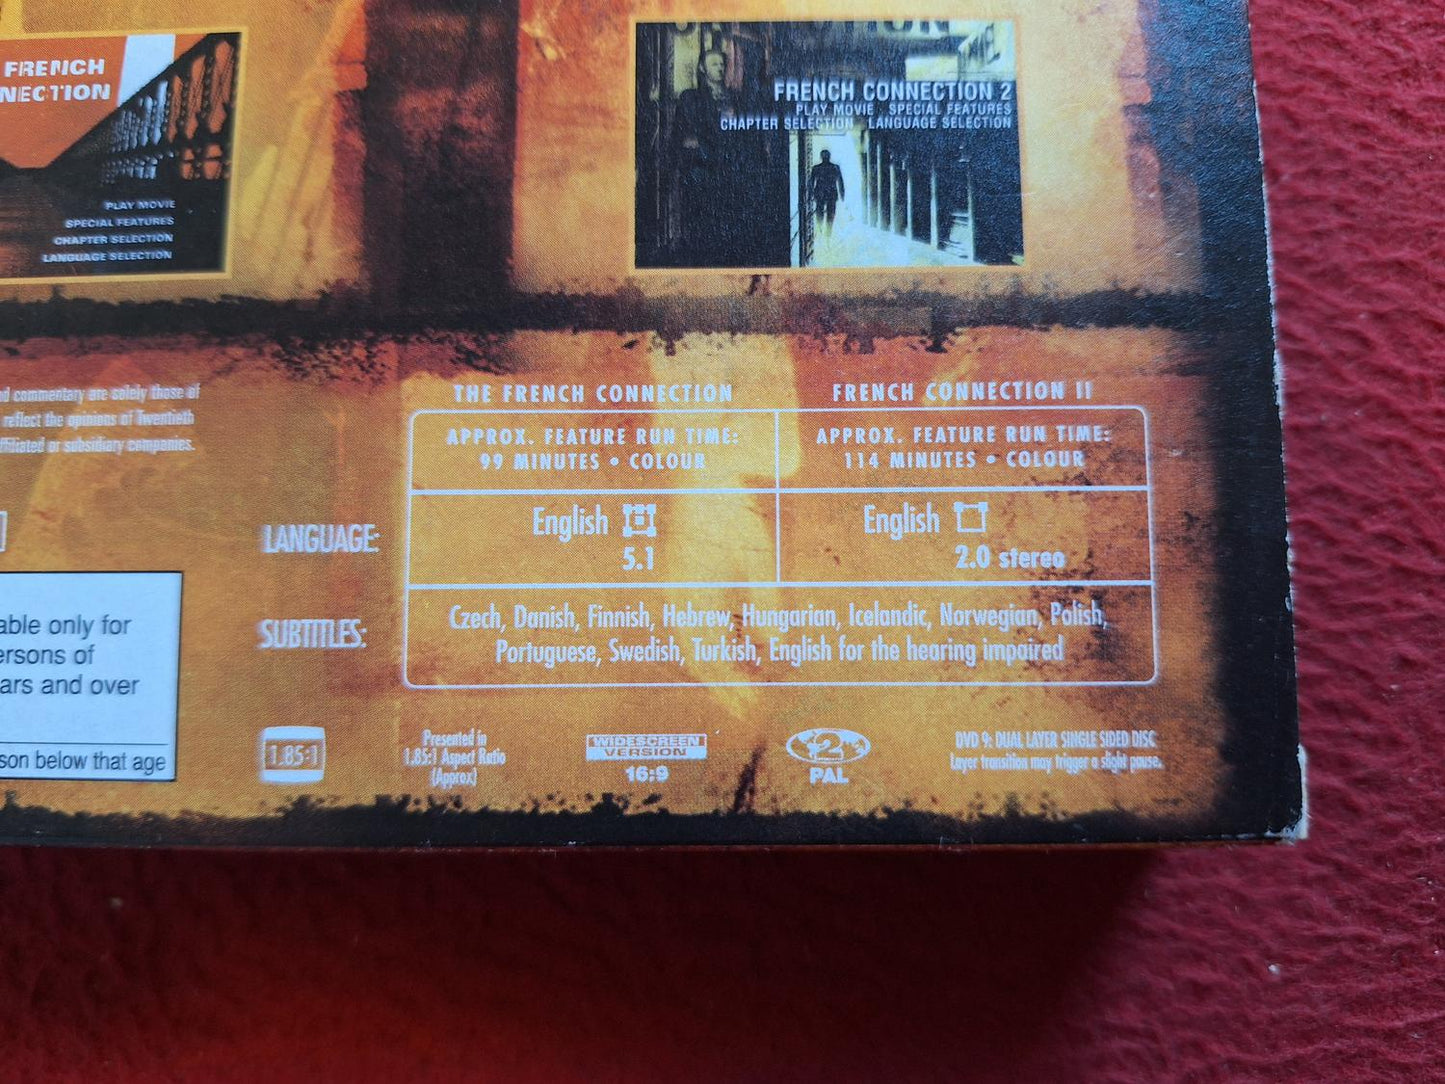 FRENCH
NECTION
PLAY MOVIE
SPECIAL FEATURES
CHAPTER SELECTION
LANGUAGE SELECTION
FRENCH CONNECTION 2
PLAY MOVIE . SPECIAL FEATURES
CHAPTER SELECTION . LANGUAGE SELECTION
commentary are solely those of
reflect the opinions of Twentieth
ffiliated or subsidiary companies.
able only for
ersons of
ars and over
son below that age
THE FRENCH CONNECTION
FRENCH CONNECTION II
APPROX. FEATURE RUN TIME:
99 MINUTES • COLOUR
APPROX. FEATURE RUN TIME:
114 MINUTES • COLOUR
LANGUAGE:
English
5.1
English
2.0 stereo
SUBTITLES:
Czech, Danish, Finnish, Hebrew, Hungarian, Icelandic, Norwegian, Polish,
Portuguese, Swedish, Turkish, English for the hearing impaired
1.85:1
Presented in
1.85:1 Aspect Ratio
(Approx)
WIDESCREEN
VERSION
16:9
2
PAL
DVD 9: DUAL LAYER SINGLE SIDED DISC
Layer transition may trigger a slight pause.